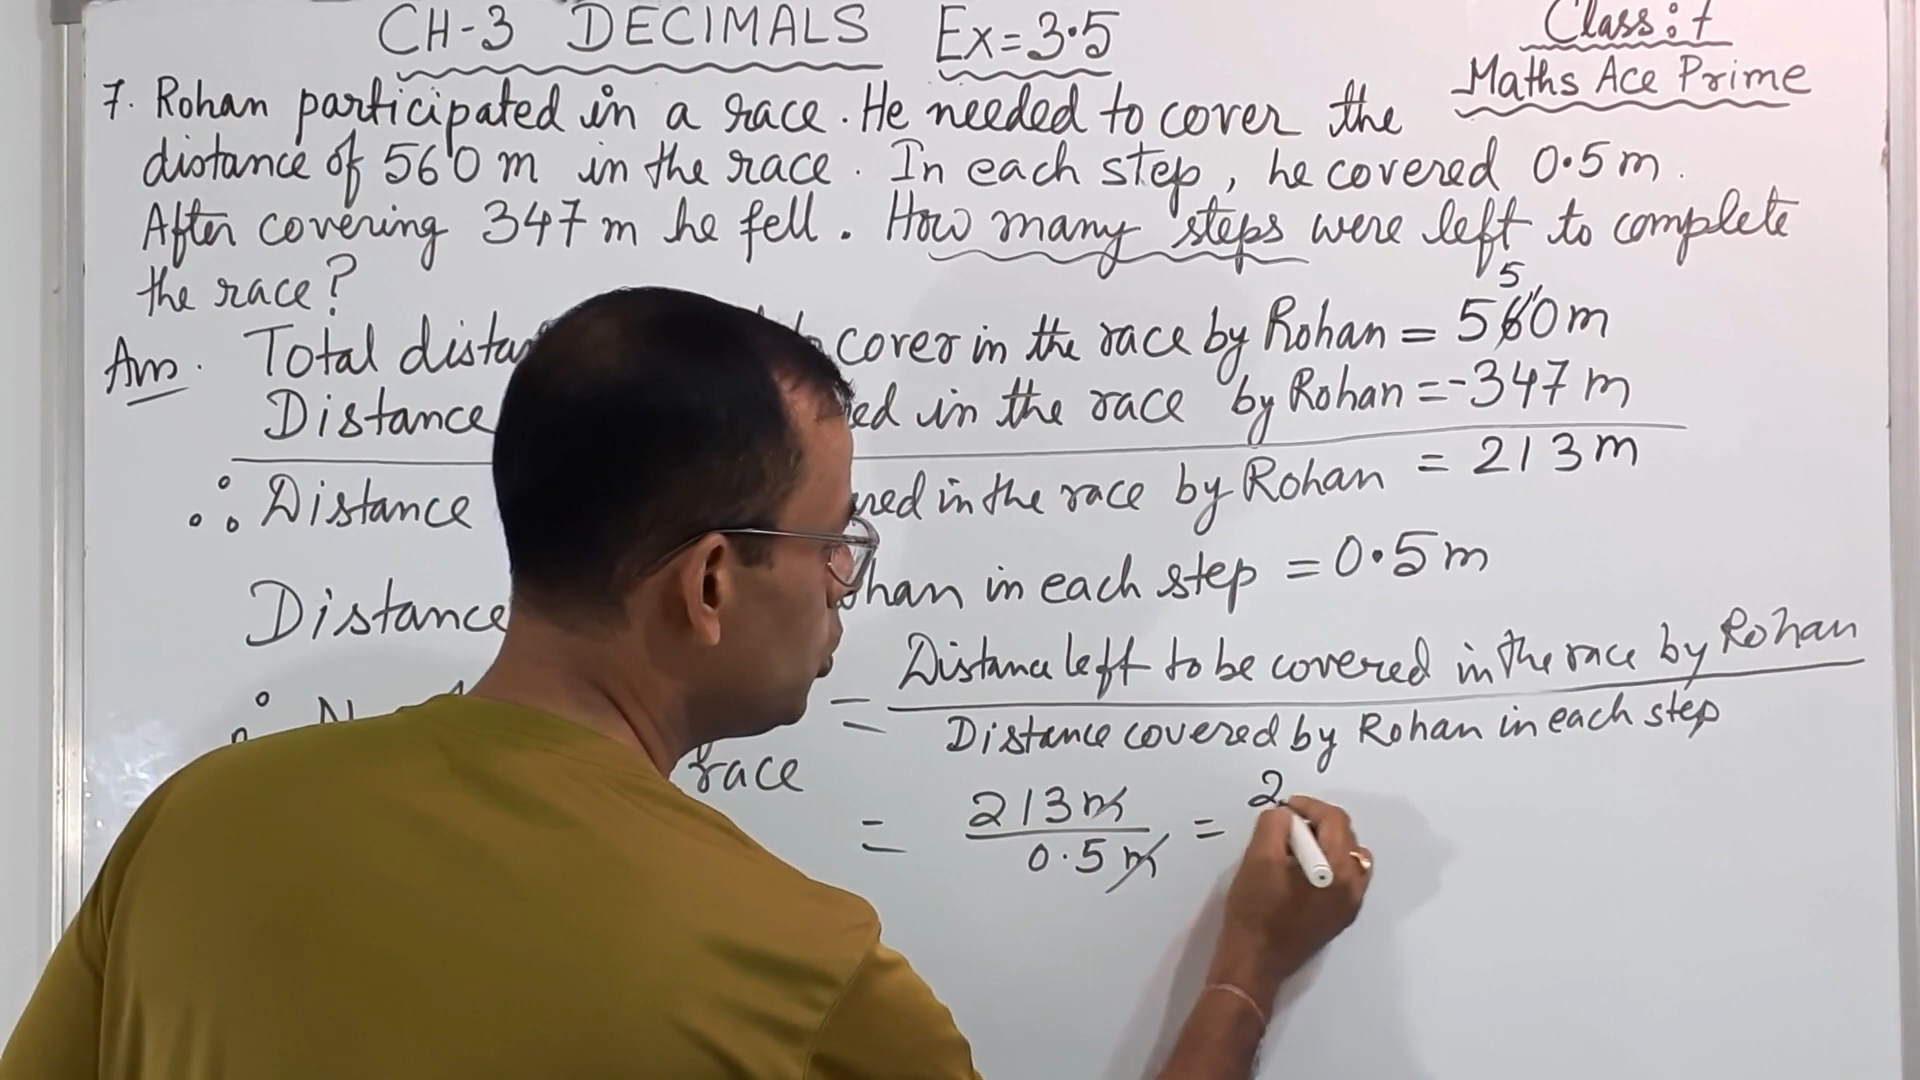 CH-3 DECIMALS Ex=3.5
Class: 7
Maths Ace Prime
7. Rohan participated in a race. He needed to cover the
distance of 560 m in the race. In each step, he covered 0.5 m.
After covering 347 m he fell. How many steps were left to complete
the race?
5
Ans. Total cover in the race by Rohan = 560 m
Distance in the race by Rohan = -347 m
∴ Distance in the race by Rohan = 213 m
Distance in each step = 0.5 m
∴ = Distance left to be covered in the race by Rohan
Distance covered by Rohan in each step
race
= 213 m = 2
0.5 m